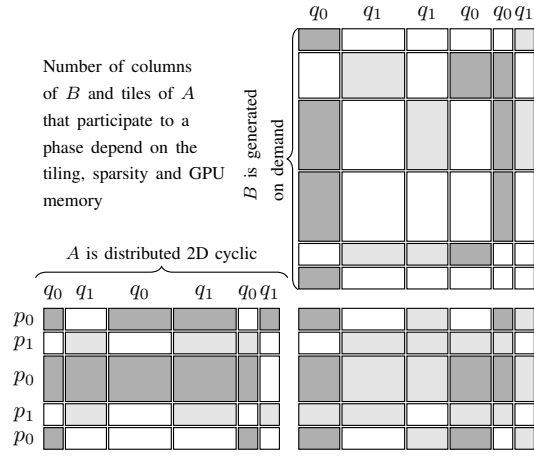 q₀ q₁ q₁ q₀ q₀ q₁
Number of columns
of B and tiles of A
that participate to a
phase depend on the
tiling, sparsity and GPU
memory
B is generated
on demand
A is distributed 2D cyclic
q₀ q₁ q₀ q₁ q₀ q₁
p₀
p₁
p₀
p₁
p₀